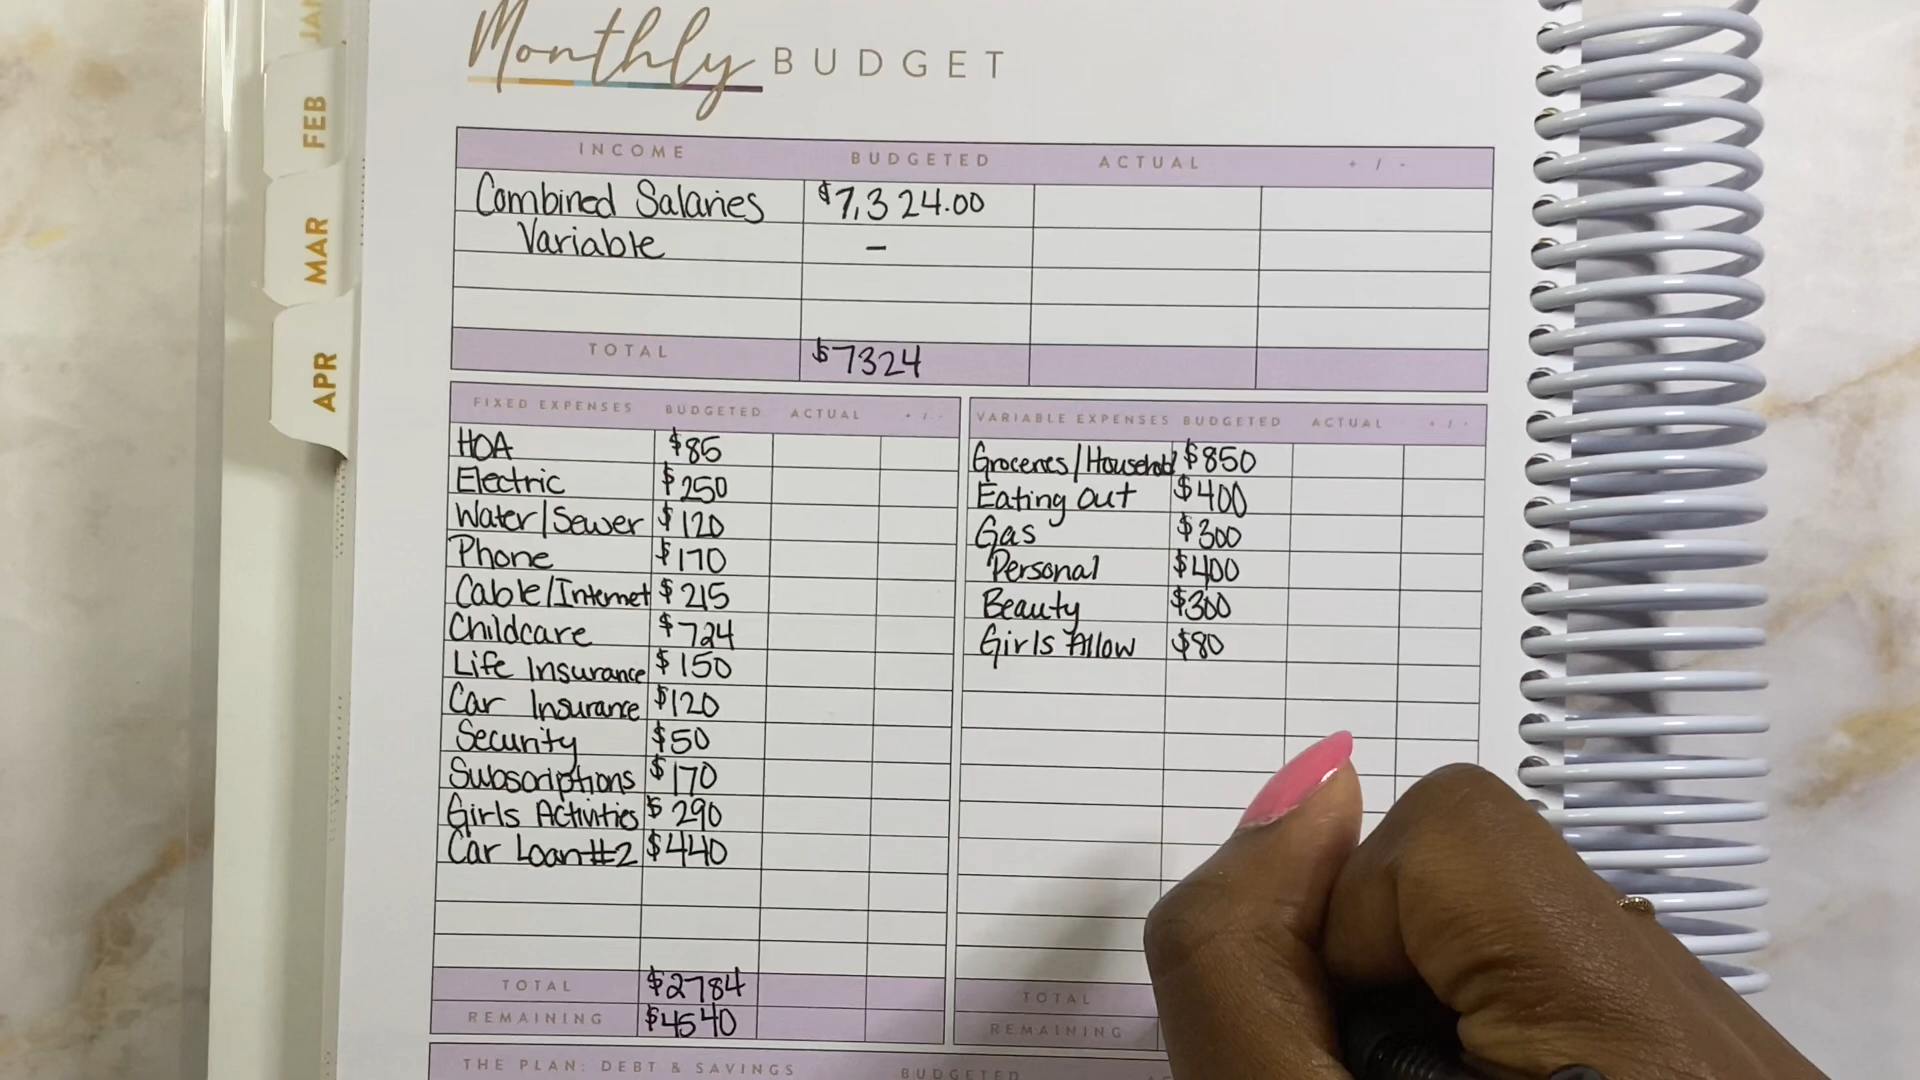 JAN
FEB
MAR
APR
Monthly BUDGET
INCOME BUDGETED ACTUAL + / -
Combined Salaries $7,324.00
Variable –
TOTAL $7324
FIXED EXPENSES BUDGETED ACTUAL + / -
HOA $85
Electric $250
Water/Sewer $120
Phone $170
Cable/Internet $215
Childcare $724
Life Insurance $150
Car Insurance $120
Security $50
Subscriptions $170
Girls Activities $290
Car Loan #2 $440
TOTAL $2784
REMAINING $4540
VARIABLE EXPENSES BUDGETED ACTUAL + / -
Groceries/Household $850
Eating Out $400
Gas $300
Personal $400
Beauty $300
Girls Allow $80
TOTAL
REMAINING
THE PLAN: DEBT & SAVINGS BUDGETED